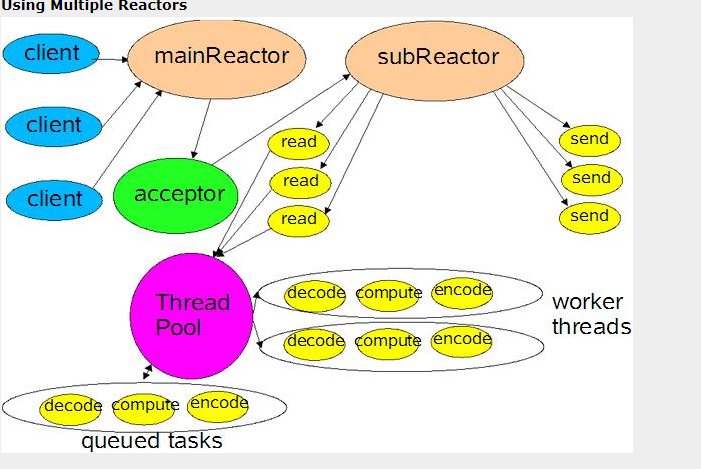 Using Multiple Reactors
client
mainReactor
subReactor
client
read
send
client
acceptor
read
send
read
send
Thread
Pool
decode compute encode
worker
threads
decode compute encode
decode compute encode
queued tasks